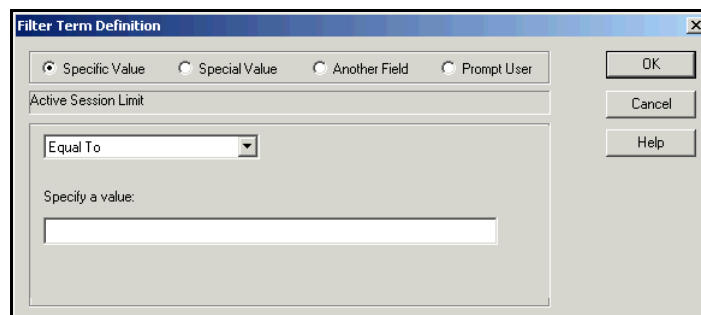 Filter Term Definition
Specific Value Special Value Another Field Prompt User OK
Active Session Limit Cancel
Equal To Help
Specify a value: